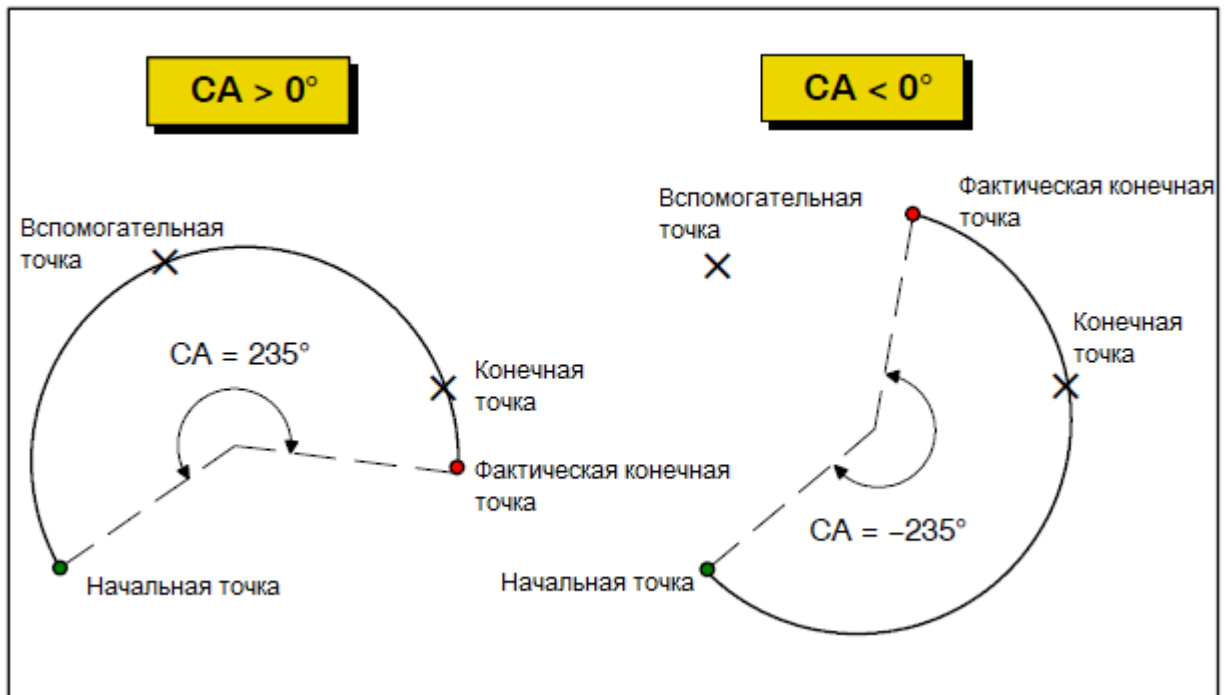 CA > 0°
Вспомогательная
точка
CA = 235°
Конечная
точка
Фактическая конечная
точка
Начальная точка
CA < 0°
Вспомогательная
точка
Фактическая конечная
точка
Конечная
точка
CA = −235°
Начальная точка